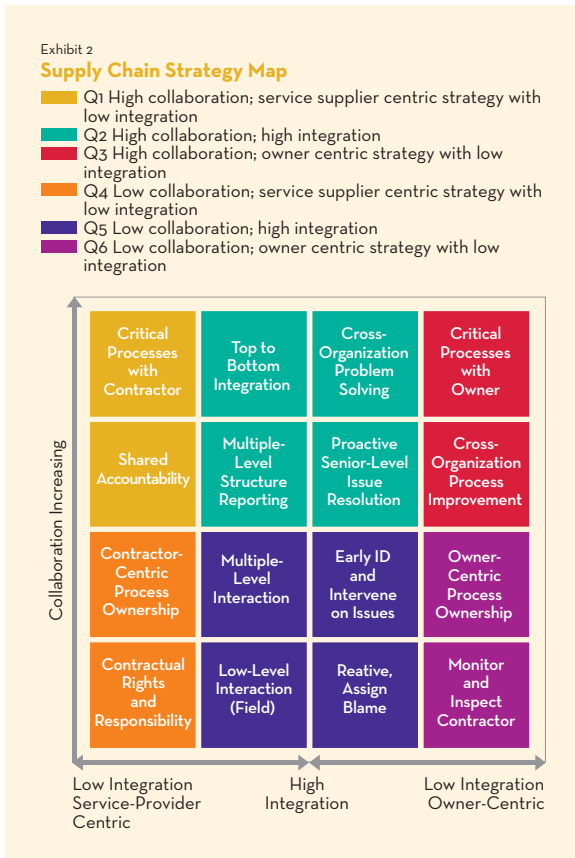 Exhibit 2
Supply Chain Strategy Map
Q1 High collaboration; service supplier centric strategy with
low integration
Q2 High collaboration; high integration
Q3 High collaboration; owner centric strategy with low
integration
Q4 Low collaboration; service supplier centric strategy with
low integration
Q5 Low collaboration; high integration
Q6 Low collaboration; owner centric strategy with low
integration
Collaboration Increasing
Critical
Processes
with
Contractor
Top to
Bottom
Integration
Cross-
Organization
Problem
Solving
Critical
Processes
with
Owner
Shared
Accountability
Multiple-
Level
Structure
Reporting
Proactive
Senior-Level
Issue
Resolution
Cross-
Organization
Process
Improvement
Contractor-
Centric
Process
Ownership
Multiple-
Level
Interaction
Early ID
and
Intervene
on Issues
Owner-
Centric
Process
Ownership
Contractual
Rights
and
Responsibility
Low-Level
Interaction
(Field)
Reative,
Assign
Blame
Monitor
and
Inspect
Contractor
Low Integration
Service-Provider
Centric
High
Integration
Low Integration
Owner-Centric